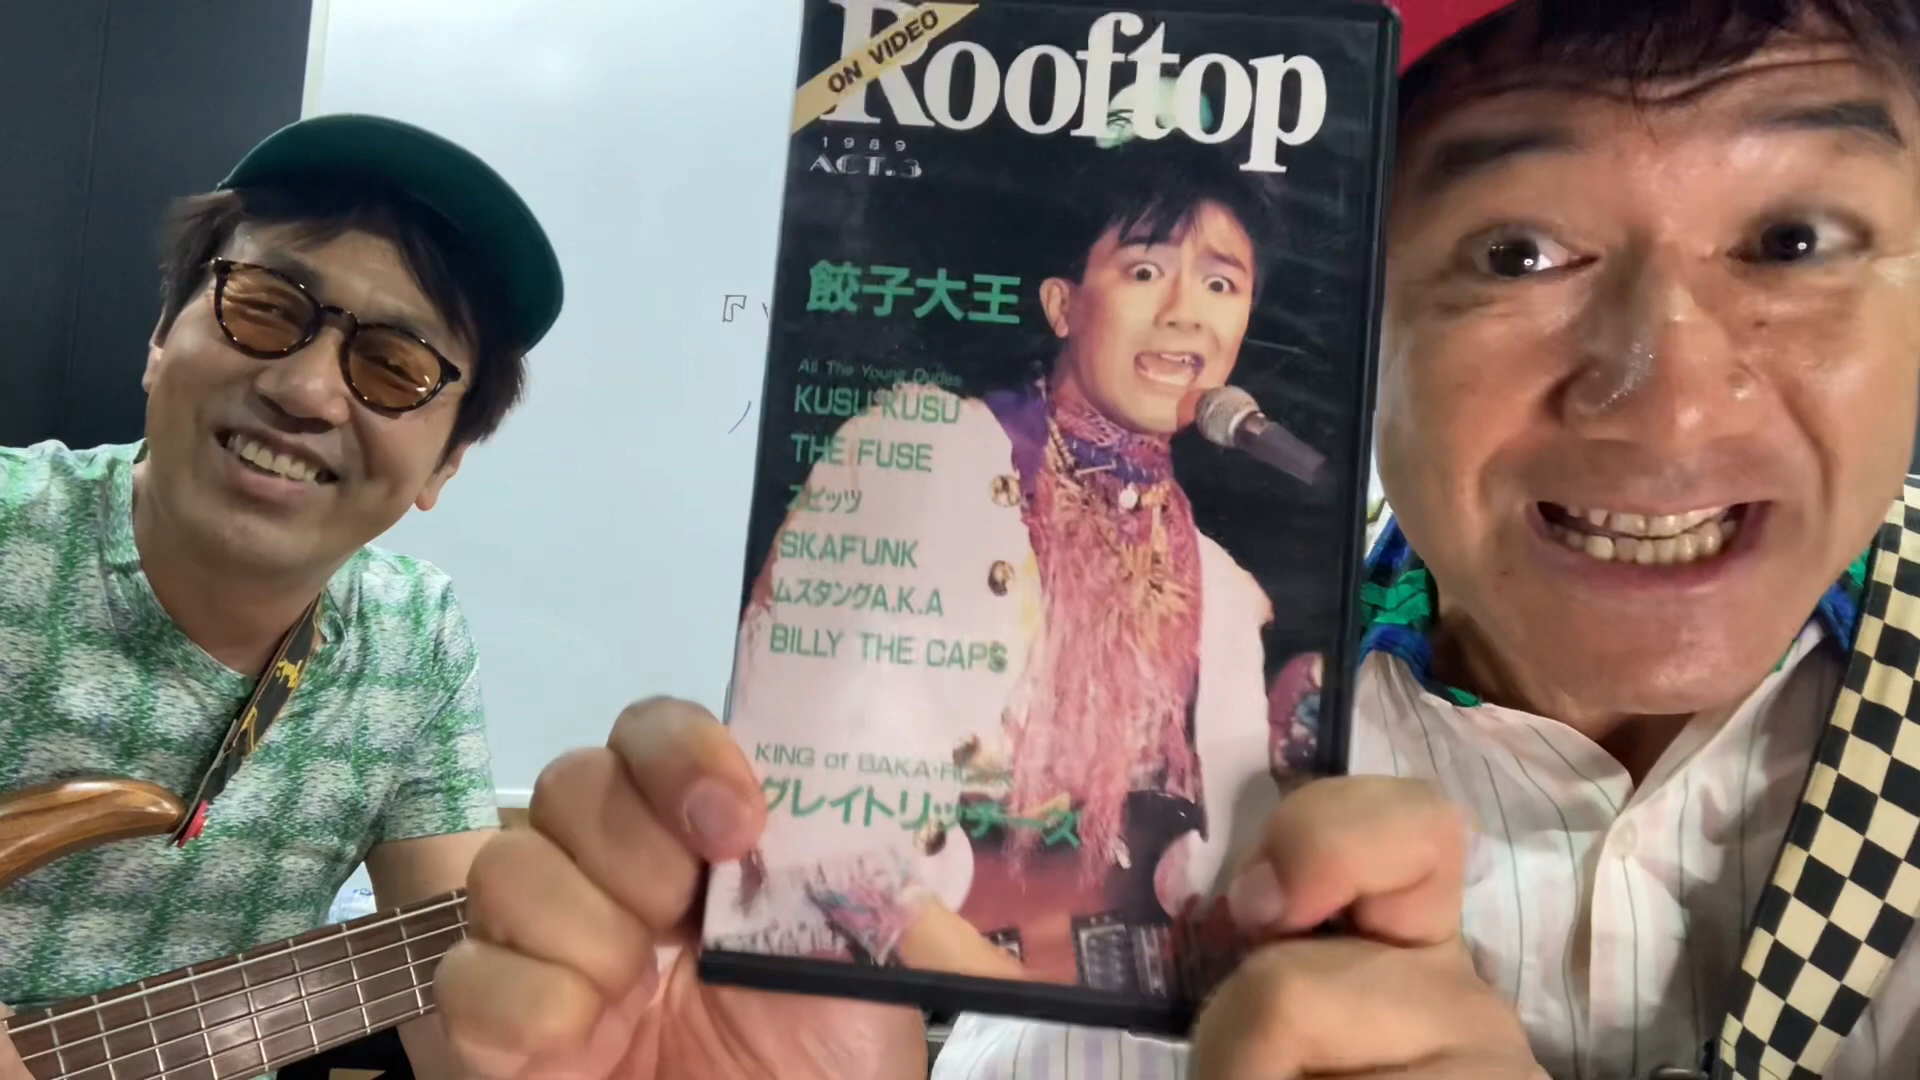 Rooftop
ON VIDEO
1989
ACT.3
餃子大王
All The Young Dudes
KUSU KUSU
THE FUSE
スピッツ
SKAFUNK
ムスタングA.K.A
BILLY THE CAPS
KING of BAKA・ROCK
グレイトリッチーズ
『